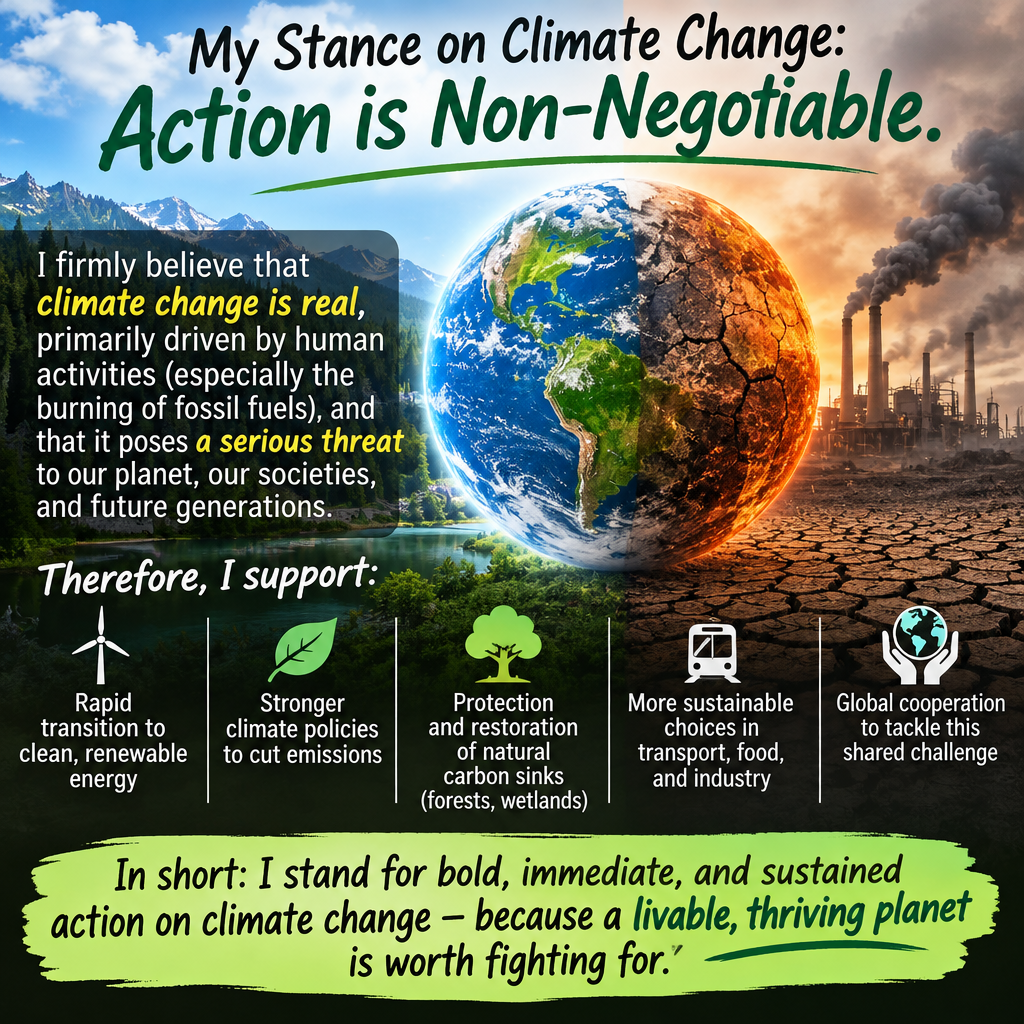 My Stance on Climate Change:
Action is Non-Negotiable.
I firmly believe that
climate change is real,
primarily driven by human
activities (especially the
burning of fossil fuels), and
that it poses a serious threat
to our planet, our societies,
and future generations.
Therefore, I support:
Rapid
transition to
clean, renewable
energy
Stronger
climate policies
to cut emissions
Protection
and restoration
of natural
carbon sinks
(forests, wetlands)
More sustainable
choices in
transport, food,
and industry
Global cooperation
to tackle this
shared challenge
In short: I stand for bold, immediate, and sustained
action on climate change – because a livable, thriving planet
is worth fighting for.”